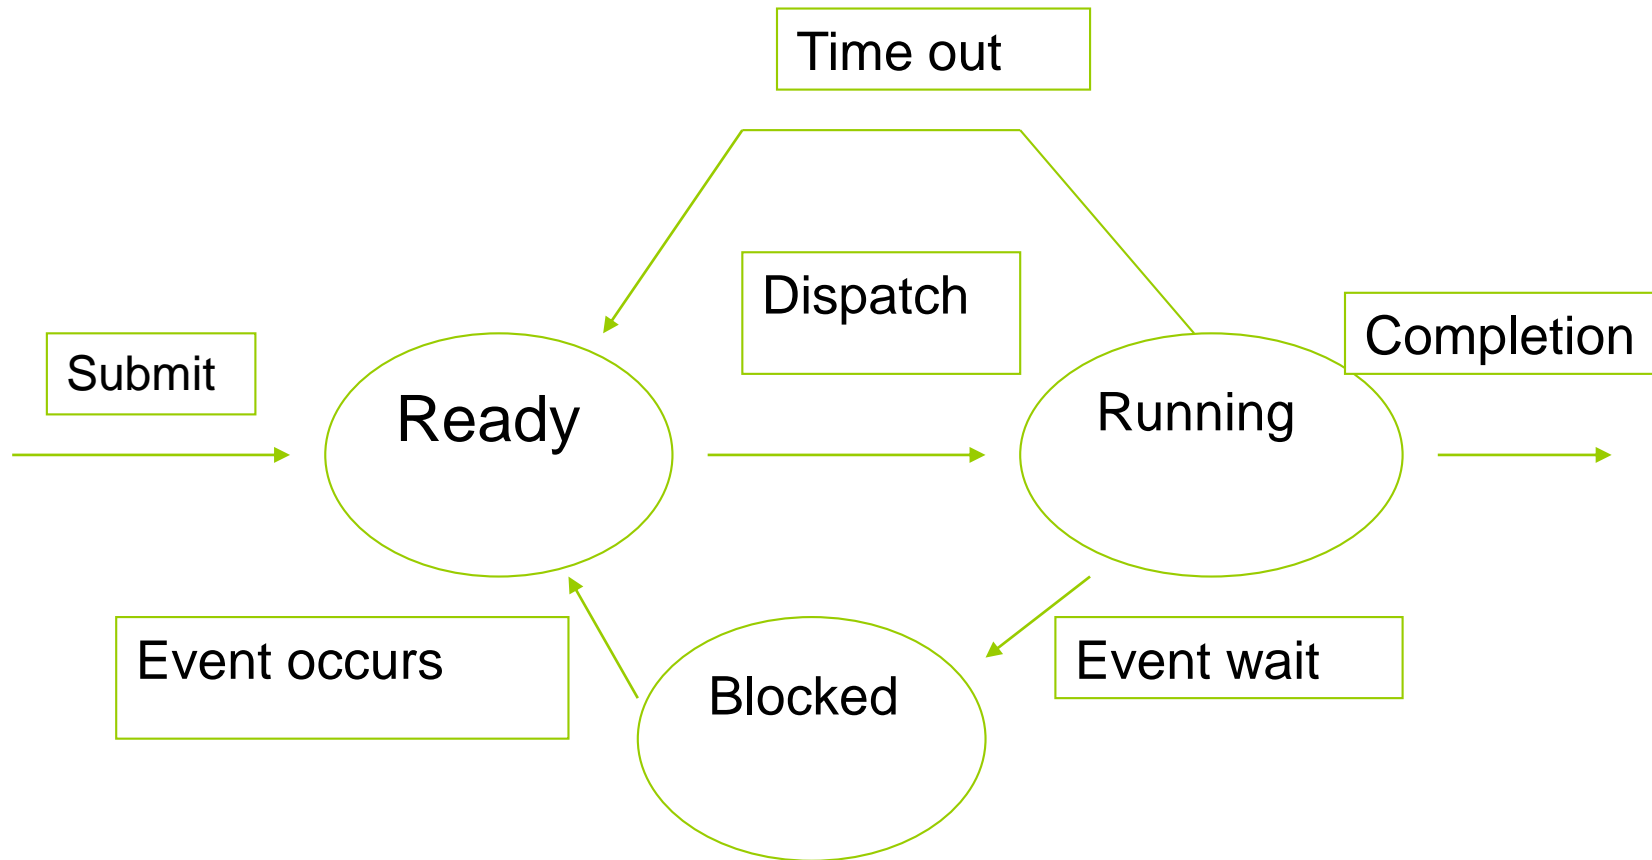 Time out
Dispatch
Completion
Submit
Ready
Running
Event occurs
Event wait
Blocked